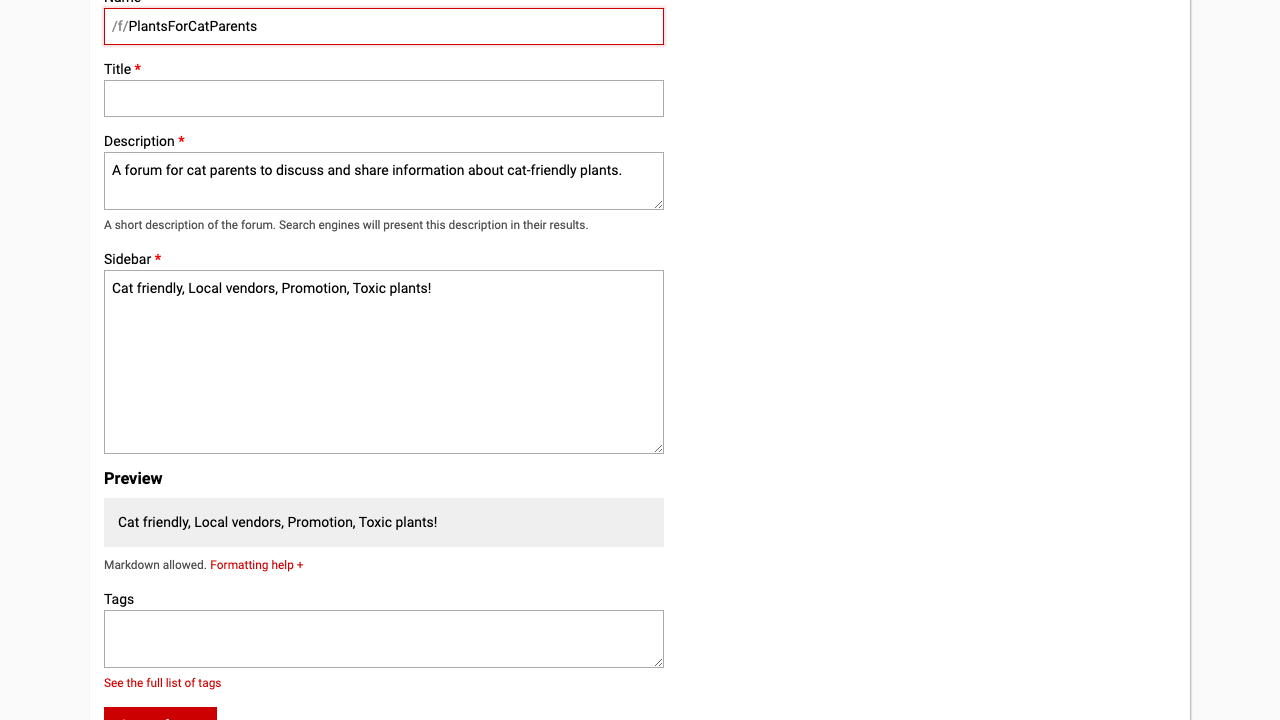 /f/PlantsForCatParents
Title *
Description *
A forum for cat parents to discuss and share information about cat-friendly plants.
A short description of the forum. Search engines will present this description in their results.
Sidebar *
Cat friendly, Local vendors, Promotion, Toxic plants!
Preview
Cat friendly, Local vendors, Promotion, Toxic plants!
Markdown allowed. Formatting help +
Tags
See the full list of tags